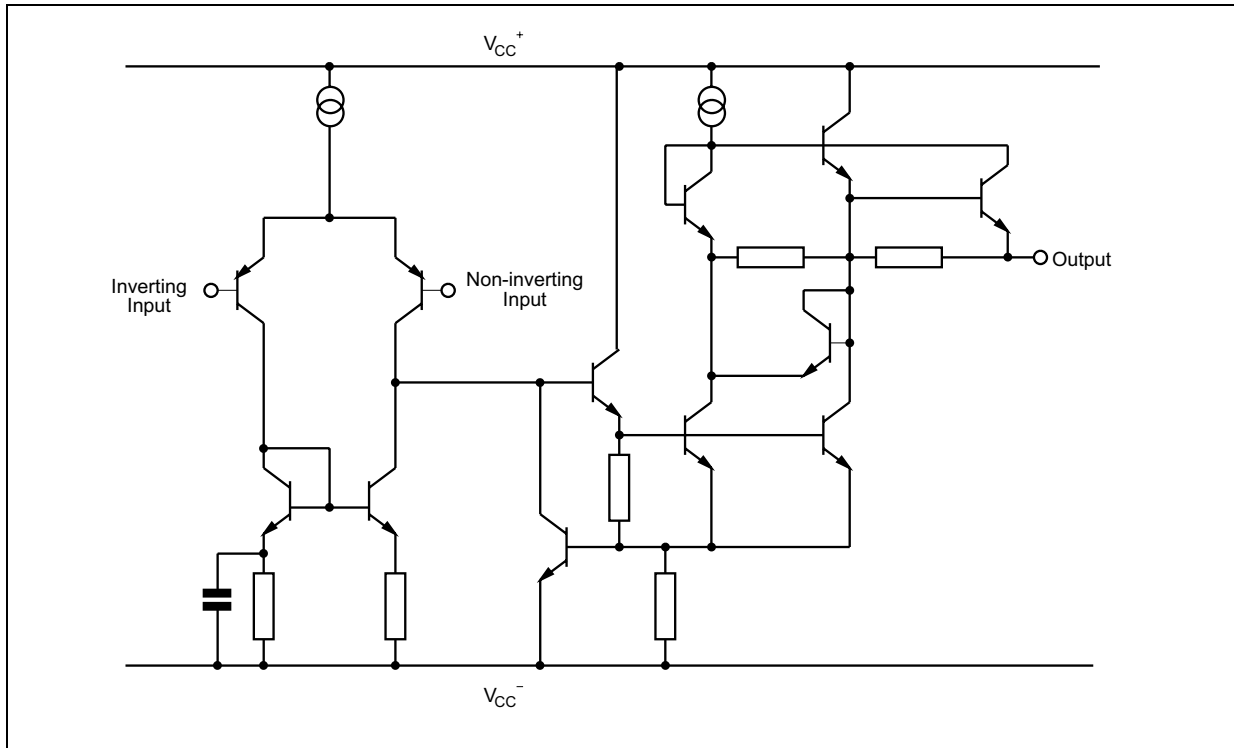 VCC+
Inverting
Input
Non-inverting
Input
Output
VCC−